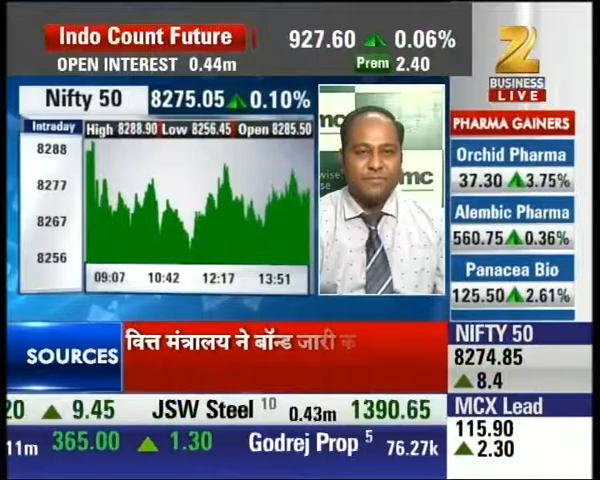 Indo Count Future
OPEN INTEREST 0.44m
927.60 0.06%
Prem 2.40
Z
BUSINESS
LIVE
Nifty 50 8275.05 0.10%
Intraday High 8288.90 Low 8256.45 Open 8285.50
8288
8277
8267
8256
09:07 10:42 12:17 13:51
mc
wise
se
mc
PHARMA GAINERS
Orchid Pharma
37.30 3.75%
Alembic Pharma
560.75 0.36%
Panacea Bio
125.50 2.61%
SOURCES
वित्त मंत्रालय ने बॉन्ड जारी क
NIFTY 50
8274.85
8.4
MCX Lead
115.90
2.30
20 9.45 JSW Steel 10 0.43m 1390.65
11m 365.00 1.30 Godrej Prop 5 76.27k